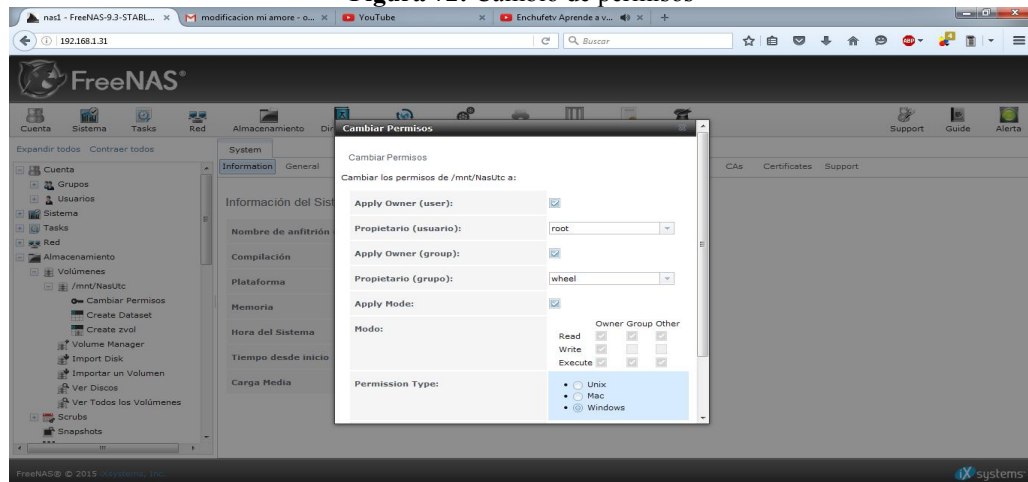 Figura 72: Cambio de permisos
nas1 - FreeNAS-9.3-STABL...
modificacion mi amore - o...
YouTube
Enchufetv Aprende a v...
192.168.1.31
Buscar
ABP
FreeNAS®
Cuenta
Sistema
Tasks
Red
Almacenamiento
Dir
Support
Guide
Alerta
Expandir todos Contraer todos
Cuenta
Grupos
Usuarios
Sistema
Tasks
Red
Almacenamiento
Volúmenes
/mnt/NasUtc
Cambiar Permisos
Create Dataset
Create zvol
Volume Manager
Import Disk
Importar un Volumen
Ver Discos
Ver Todos los Volúmenes
Scrubs
Snapshots
System
Information General
CAs Certificates Support
Información del Sist
Nombre de anfitrión
Compilación
Plataforma
Memoria
Hora del Sistema
Tiempo desde inicio
Carga Media
Cambiar Permisos
Cambiar Permisos
Cambiar los permisos de /mnt/NasUtc a:
Apply Owner (user):
Propietario (usuario): root
Apply Owner (group):
Propietario (grupo): wheel
Apply Mode:
Modo:
Owner Group Other
Read
Write
Execute
Permission Type:
Unix
Mac
Windows
FreeNAS® © 2015 iXsystems, Inc.
iXsystems